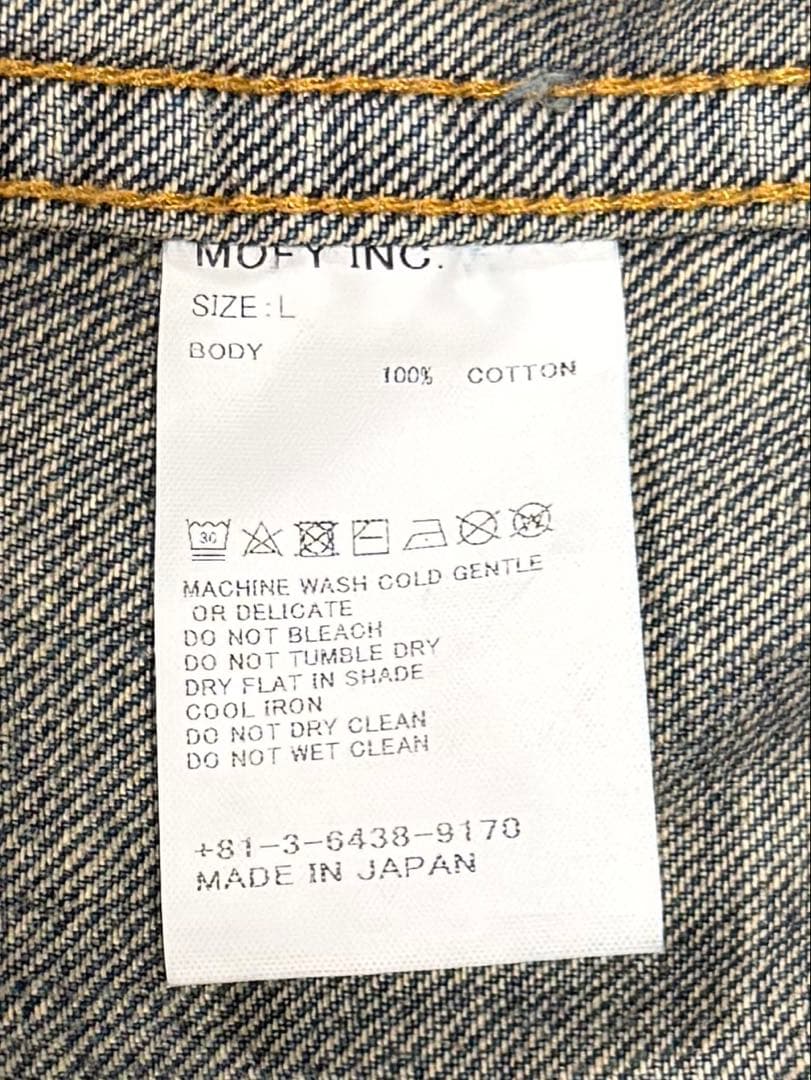 MOFY INC.
SIZE : L
BODY
100% COTTON
30
W
MACHINE WASH COLD GENTLE
OR DELICATE
DO NOT BLEACH
DO NOT TUMBLE DRY
DRY FLAT IN SHADE
COOL IRON
DO NOT DRY CLEAN
DO NOT WET CLEAN
+81-3-6438-9170
MADE IN JAPAN